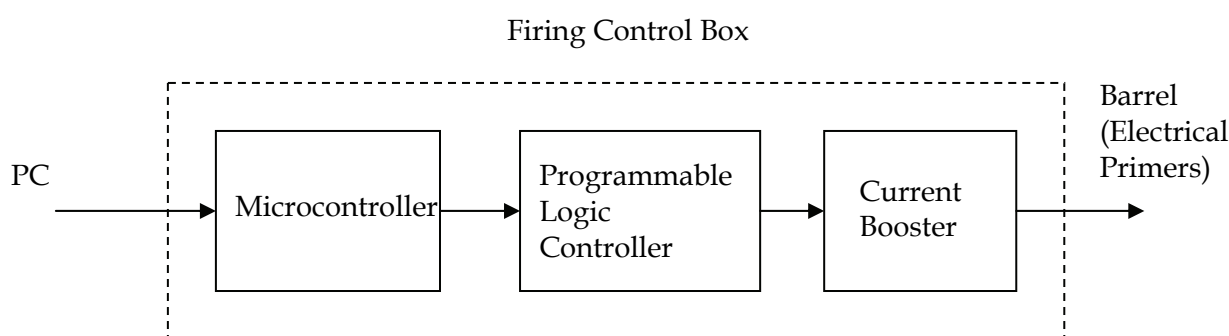 Firing Control Box
PC
Microcontroller
Programmable
Logic
Controller
Current
Booster
Barrel
(Electrical
Primers)